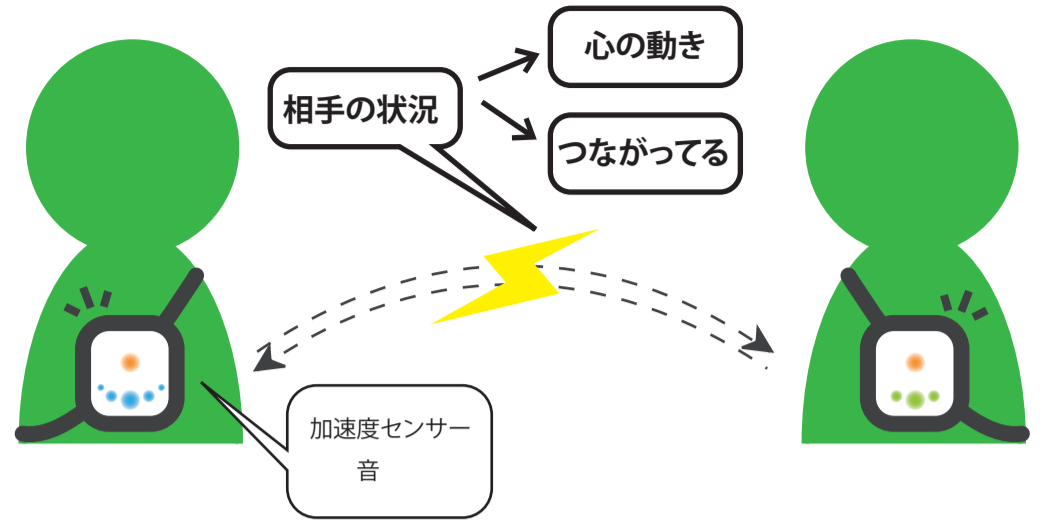 心の動き
相手の状況
つながってる
加速度センサー
音